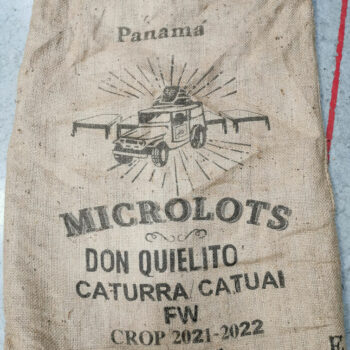 Panamá
MICROLOTS
DON QUIELITO
CATURRA/CATUAI
FW
CROP 2021-2022